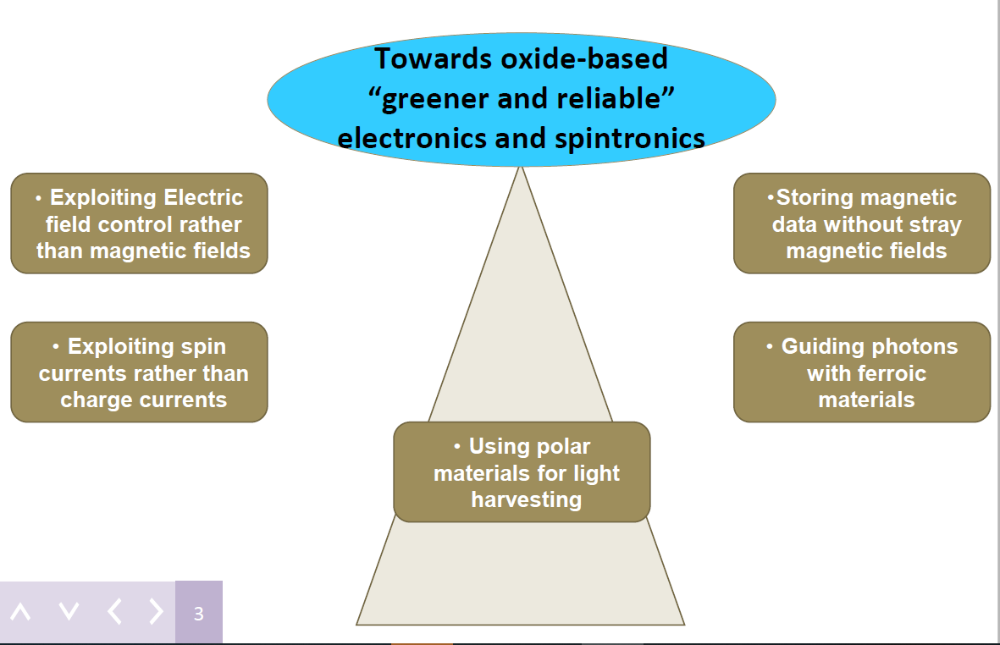 Towards oxide-based
“greener and reliable”
electronics and spintronics
• Exploiting Electric
field control rather
than magnetic fields
•Storing magnetic
data without stray
magnetic fields
• Exploiting spin
currents rather than
charge currents
• Guiding photons
with ferroic
materials
• Using polar
materials for light
harvesting
3